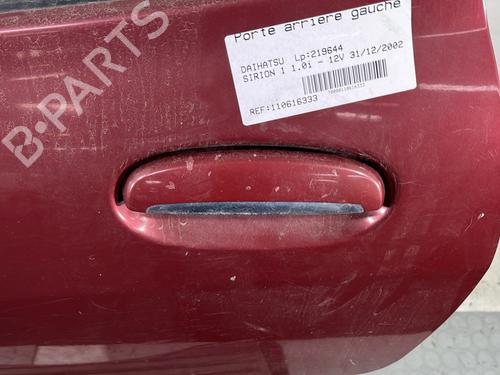 Porte arriere gauche
DAIHATSU Lp:219644
SIRION 1 1.0i - 12V 31/12/2002
REF:110616333
B-PARTS